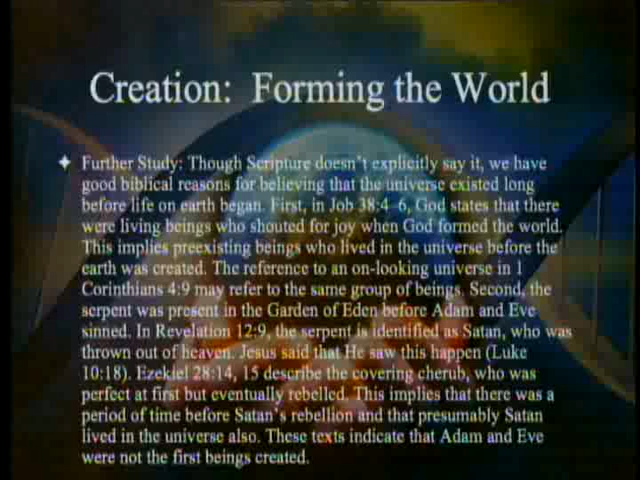 Creation: Forming the World
✦ Further Study: Though Scripture doesn't explicitly say it, we have
good biblical reasons for believing that the universe existed long
before life on earth began. First, in Job 38:4-6, God states that there
were living beings who shouted for joy when God formed the world.
This implies preexisting beings who lived in the universe before the
earth was created. The reference to an on-looking universe in 1
Corinthians 4:9 may refer to the same group of beings. Second, the
serpent was present in the Garden of Eden before Adam and Eve
sinned. In Revelation 12:9, the serpent is identified as Satan, who was
thrown out of heaven. Jesus said that He saw this happen (Luke
10:18). Ezekiel 28:14, 15 describe the covering cherub, who was
perfect at first but eventually rebelled. This implies that there was a
period of time before Satan's rebellion and that presumably Satan
lived in the universe also. These texts indicate that Adam and Eve
were not the first beings created.